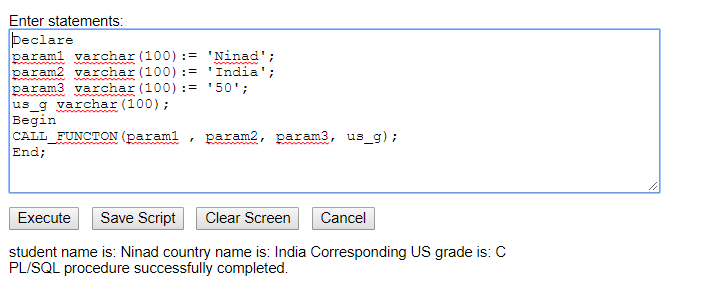 Enter statements:
Declare
param1 varchar(100):= 'Ninad';
param2 varchar(100):= 'India';
param3 varchar(100):= '50';
us_g varchar(100);
Begin
CALL_FUNCTON(param1 , param2, param3, us_g);
End;
Execute Save Script Clear Screen Cancel
student name is: Ninad country name is: India Corresponding US grade is: C
PL/SQL procedure successfully completed.